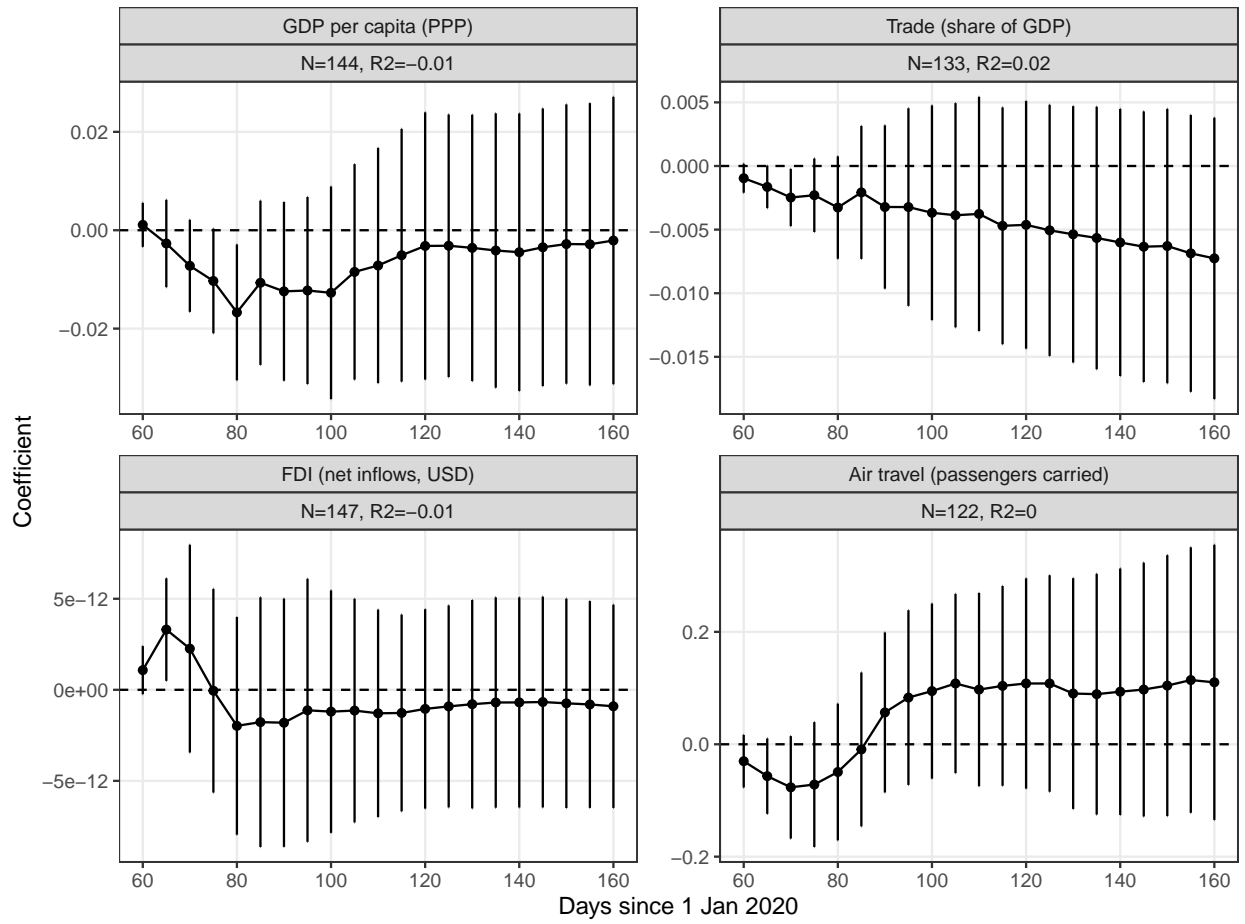 GDP per capita (PPP)
N=144, R2=−0.01
0.02
0.00
−0.02
60 80 100 120 140 160
Trade (share of GDP)
N=133, R2=0.02
0.005
0.000
−0.005
−0.010
−0.015
60 80 100 120 140 160
Coefficient
FDI (net inflows, USD)
N=147, R2=−0.01
5e−12
0e+00
−5e−12
60 80 100 120 140 160
Air travel (passengers carried)
N=122, R2=0
0.2
0.0
−0.2
60 80 100 120 140 160
Days since 1 Jan 2020